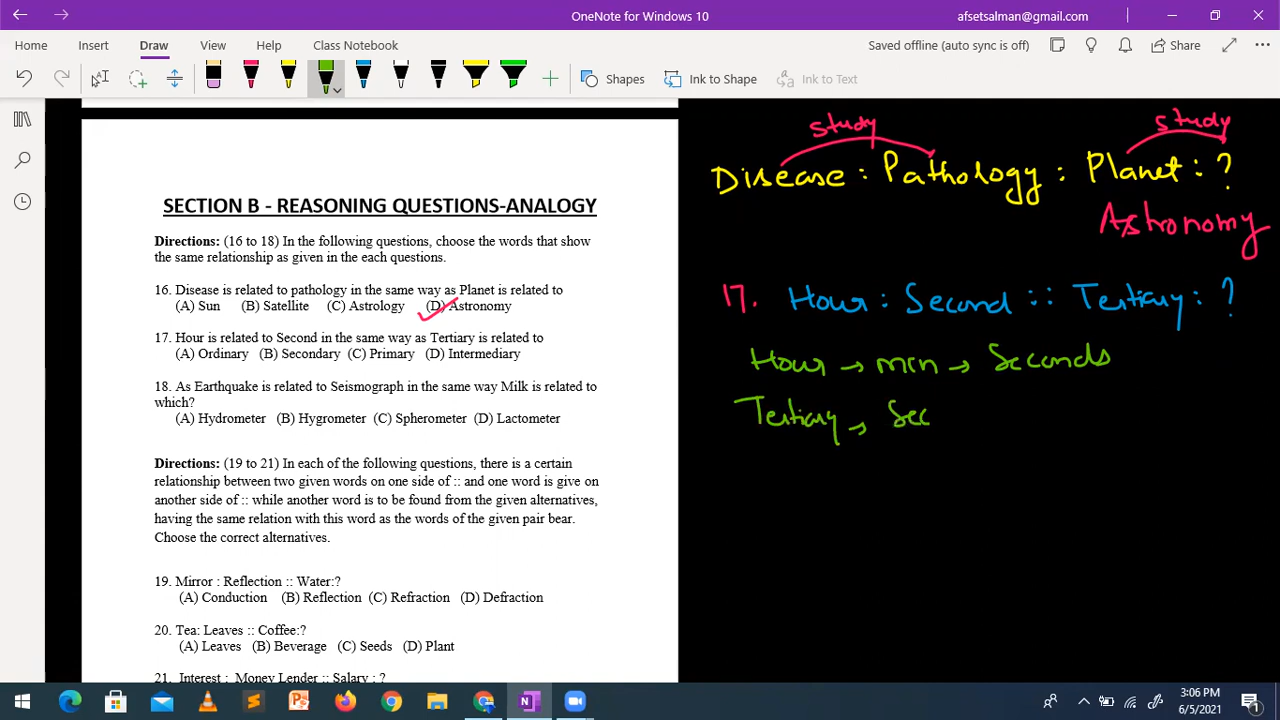 OneNote for Windows 10
afsetsalman@gmail.com
Home Insert Draw View Help Class Notebook
Saved offline (auto sync is off)
Share
Shapes
Ink to Shape
Ink to Text
SECTION B - REASONING QUESTIONS-ANALOGY
Directions: (16 to 18) In the following questions, choose the words that show
the same relationship as given in the each questions.
16. Disease is related to pathology in the same way as Planet is related to
(A) Sun (B) Satellite (C) Astrology (D) Astronomy
17. Hour is related to Second in the same way as Tertiary is related to
(A) Ordinary (B) Secondary (C) Primary (D) Intermediary
18. As Earthquake is related to Seismograph in the same way Milk is related to
which?
(A) Hydrometer (B) Hygrometer (C) Spherometer (D) Lactometer
Directions: (19 to 21) In each of the following questions, there is a certain
relationship between two given words on one side of :: and one word is give on
another side of :: while another word is to be found from the given alternatives,
having the same relation with this word as the words of the given pair bear.
Choose the correct alternatives.
19. Mirror : Reflection :: Water:?
(A) Conduction (B) Reflection (C) Refraction (D) Defraction
20. Tea: Leaves :: Coffee:?
(A) Leaves (B) Beverage (C) Seeds (D) Plant
21. Interest : Money Lender :: Salary : ?
study study
Disease : Pathology : Planet : ?
Astronomy
17. Hour : Second :: Tertiary : ?
Hour → min → Seconds
Tertiary → Sec
3:06 PM
6/5/2021